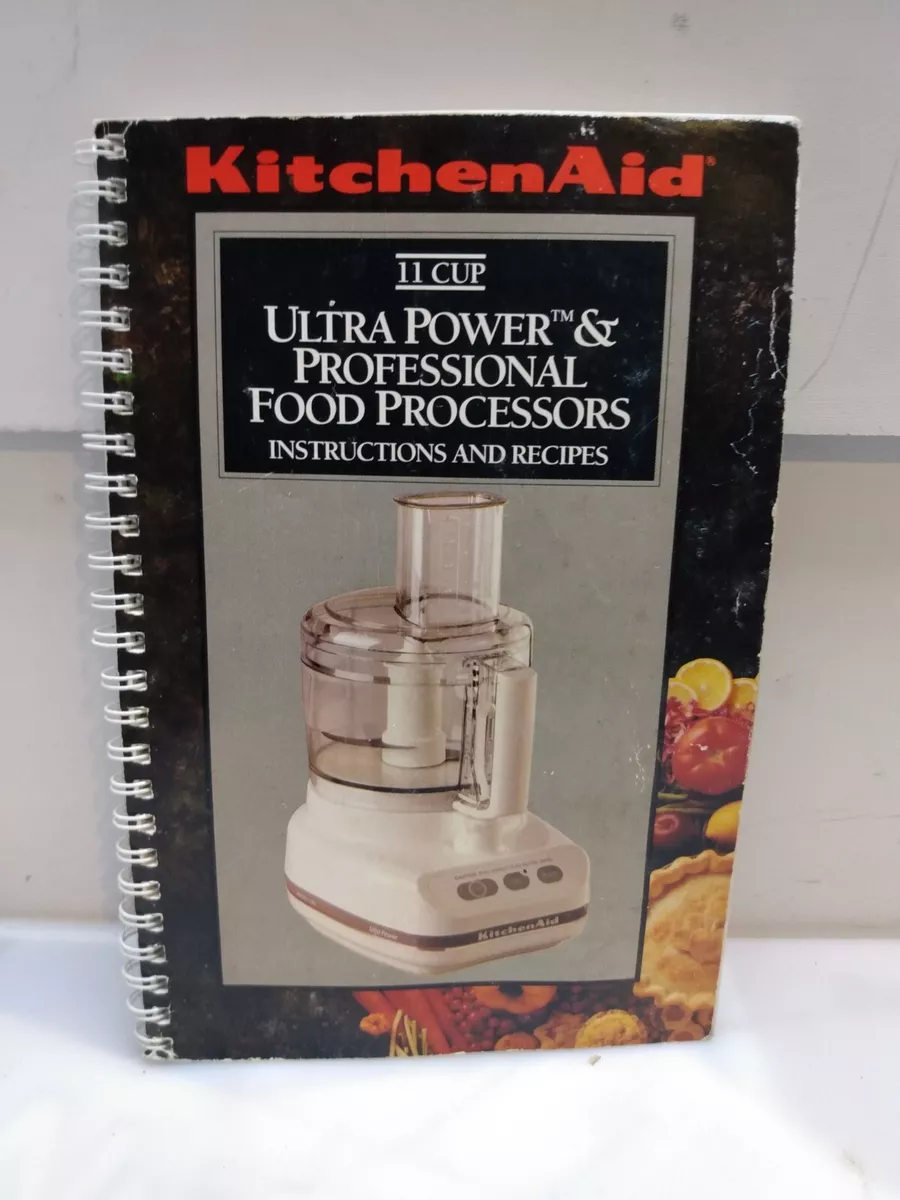 KitchenAid®
11 CUP
ULTRA POWER™ &
PROFESSIONAL
FOOD PROCESSORS
INSTRUCTIONS AND RECIPES
KitchenAid